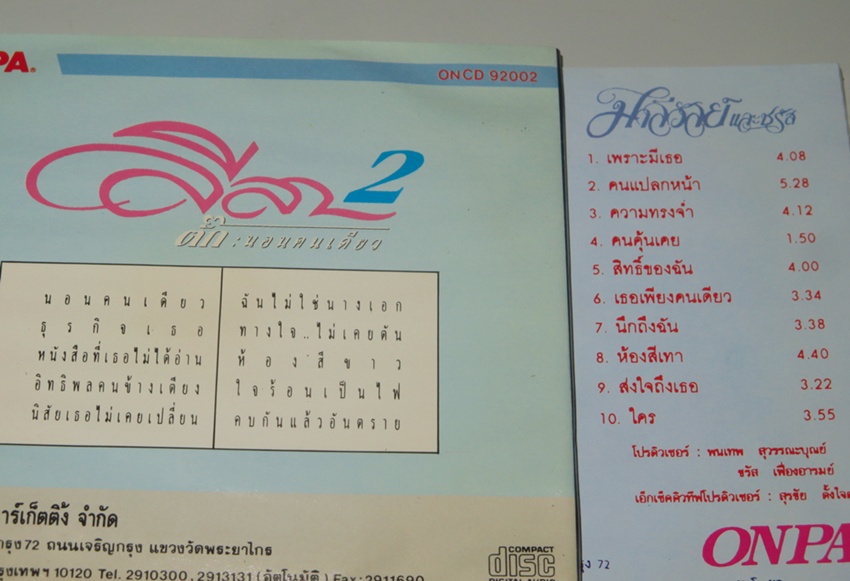 PA®
ONCD 92002
ลีลา 2
ตั๊ก : นอนคนเดียว
นอนคนเดียว
ธุรกิจเธอ
หนังสือที่เธอไม่ได้อ่าน
อิทธิพลคนข้างเตียง
นิสัยเธอไม่เคยเปลี่ยน
ฉันไม่ใช่นางเอก
ทางใจ..ไม่เคยตัน
ห้องสีขาว
ใจร้อนเป็นไฟ
คบกันแล้วอันตราย
าร์เก็ตติ้ง จำกัด
กรุง 72 ถนนเจริญกรุง แขวงวัดพระยาไกร
งเทพฯ 10120 Tel. 2910300, 2913131 (อัตโนมัติ) Fax: 2911690
COMPACT
disc
DIGITAL AUDIO
มาลีวัลย์ และ ชรัส
1. เพราะมีเธอ 4.08
2. คนแปลกหน้า 5.28
3. ความทรงจำ 4.12
4. คนคุ้นเคย 1.50
5. สิทธิ์ของฉัน 4.00
6. เธอเพียงคนเดียว 3.34
7. นึกถึงฉัน 3.38
8. ห้องสีเทา 4.40
9. ส่งใจถึงเธอ 3.22
10. ใคร 3.55
โปรดิวเซอร์ : พนเทพ สุวรรณะบุณย์
ชรัส เฟื่องอารมย์
เอ็กเซ็คคิวทีฟโปรดิวเซอร์ : สุรชัย ตั้งใจ
ONPA
ุง 72